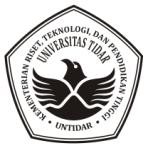 KEMENTERIAN RISET, TEKNOLOGI, DAN PENDIDIKAN TINGGI
UNIVERSITAS TIDAR
• UNTIDAR •